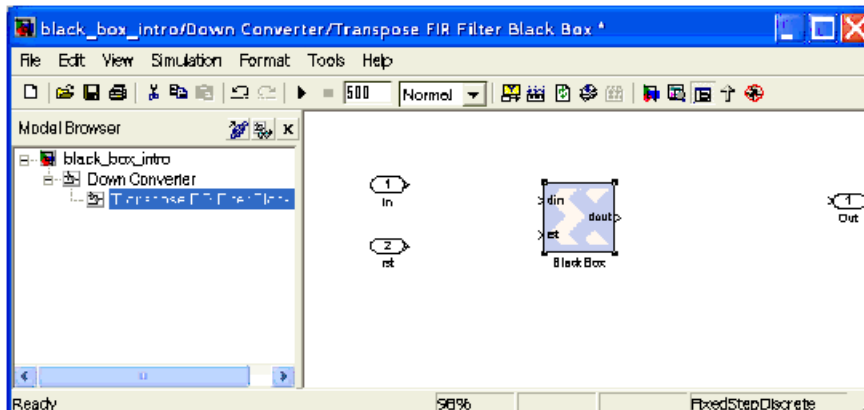 black_box_intro/Down Converter/Transpose FIR Filter Black Box *
File Edit View Simulation Format Tools Help
500 Normal
Model Browser
black_box_intro
Down Converter
1
In
2
rst
din
rst
dout
Black Box
1
Out
Ready 98% FixedStepDiscrete